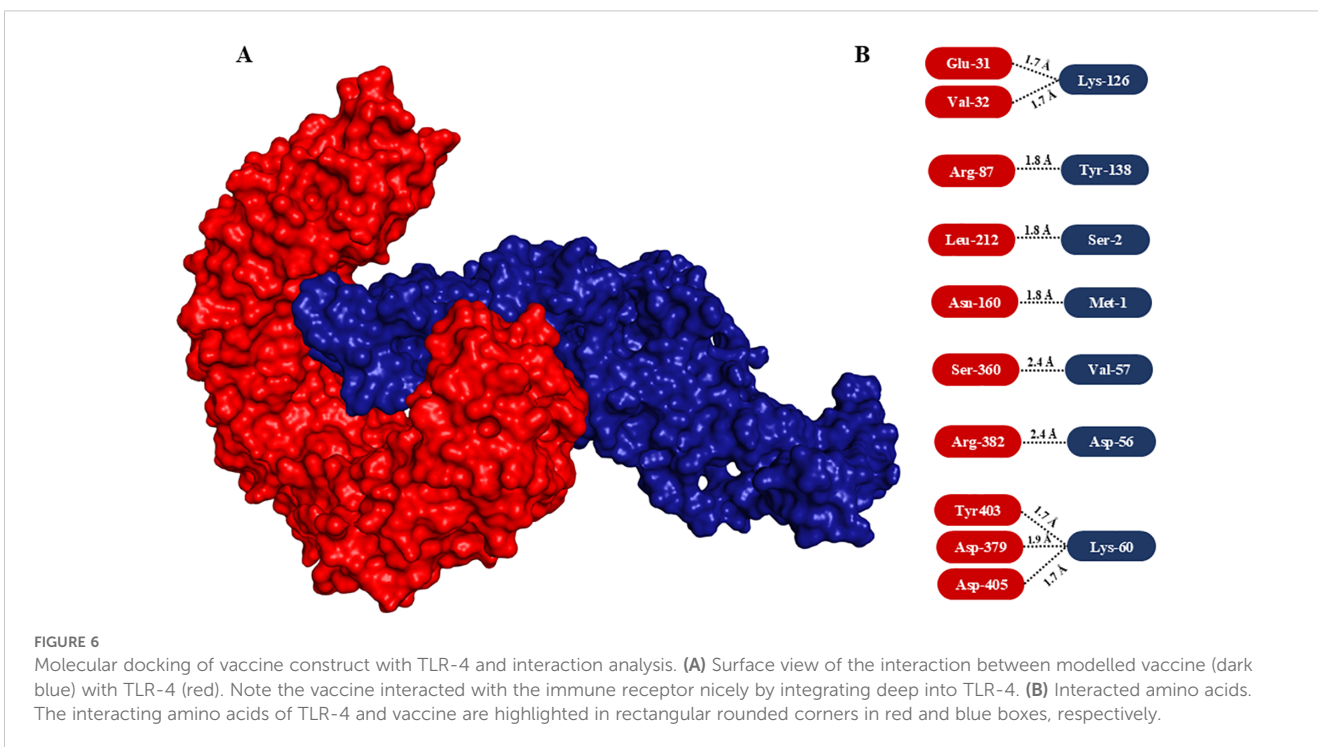 A
B
Glu-31
1.7 Å
Lys-126
Val-32
1.7 Å
Arg-87
1.8 Å
Tyr-138
Leu-212
1.8 Å
Ser-2
Asn-160
1.8 Å
Met-1
Ser-360
2.4 Å
Val-57
Arg-382
2.4 Å
Asp-56
Tyr403
1.7 Å
Asp-379
1.9 Å
Lys-60
Asp-405
1.7 Å
FIGURE 6
Molecular docking of vaccine construct with TLR-4 and interaction analysis. (A) Surface view of the interaction between modelled vaccine (dark
blue) with TLR-4 (red). Note the vaccine interacted with the immune receptor nicely by integrating deep into TLR-4. (B) Interacted amino acids.
The interacting amino acids of TLR-4 and vaccine are highlighted in rectangular rounded corners in red and blue boxes, respectively.